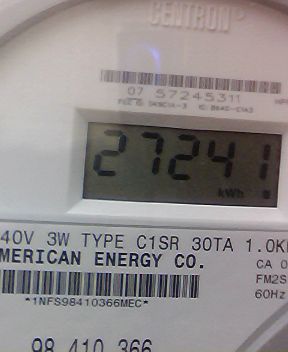 CENTRON®
07 57245311
27241
kWh
40V 3W TYPE C1SR 30TA 1.0K
MERICAN ENERGY CO.
CA 0
FM2S
60Hz
*1NFS98410366MEC*
98 410 366